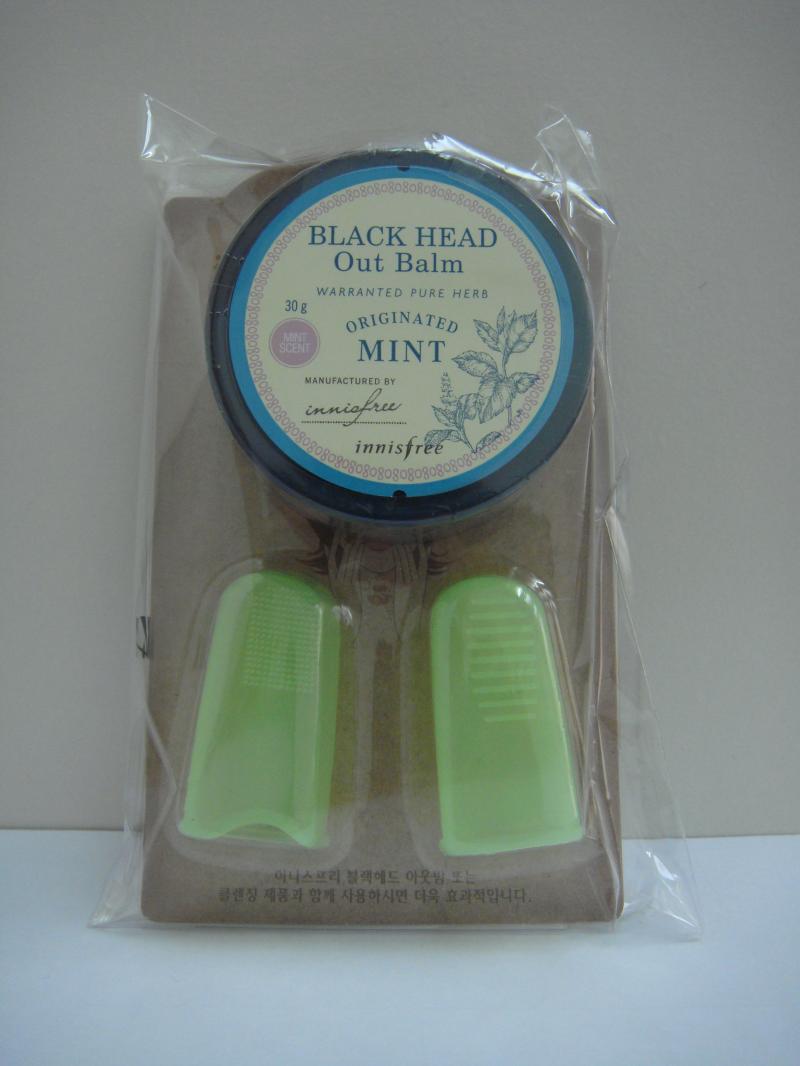 BLACK HEAD
Out Balm
WARRANTED PURE HERB
30 g
ORIGINATED
MINT
MINT
SCENT
MANUFACTURED BY
innisfree
innisfree
이니스프리 블랙헤드 아웃밤 또는
클렌징 제품과 함께 사용하시면 더욱 효과적입니다.